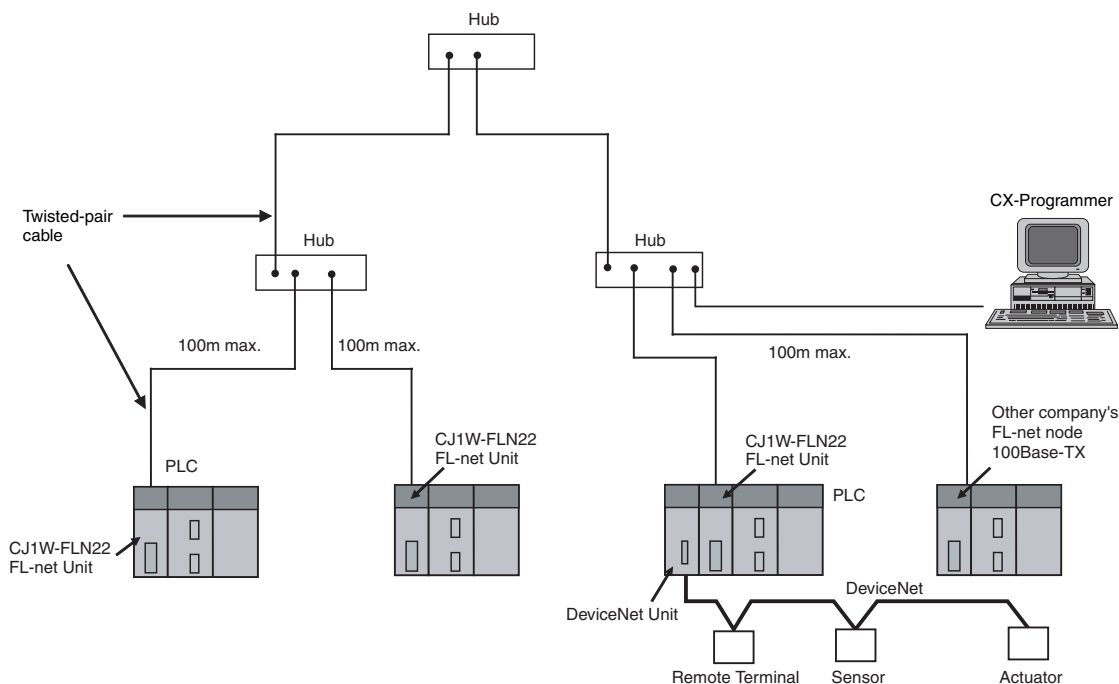 Hub
CX-Programmer
Twisted-pair
cable
Hub
Hub
100m max.
100m max.
100m max.
Other company's
FL-net node
100Base-TX
CJ1W-FLN22
FL-net Unit
CJ1W-FLN22
FL-net Unit
PLC
PLC
CJ1W-FLN22
FL-net Unit
DeviceNet
DeviceNet Unit
Remote Terminal
Sensor
Actuator